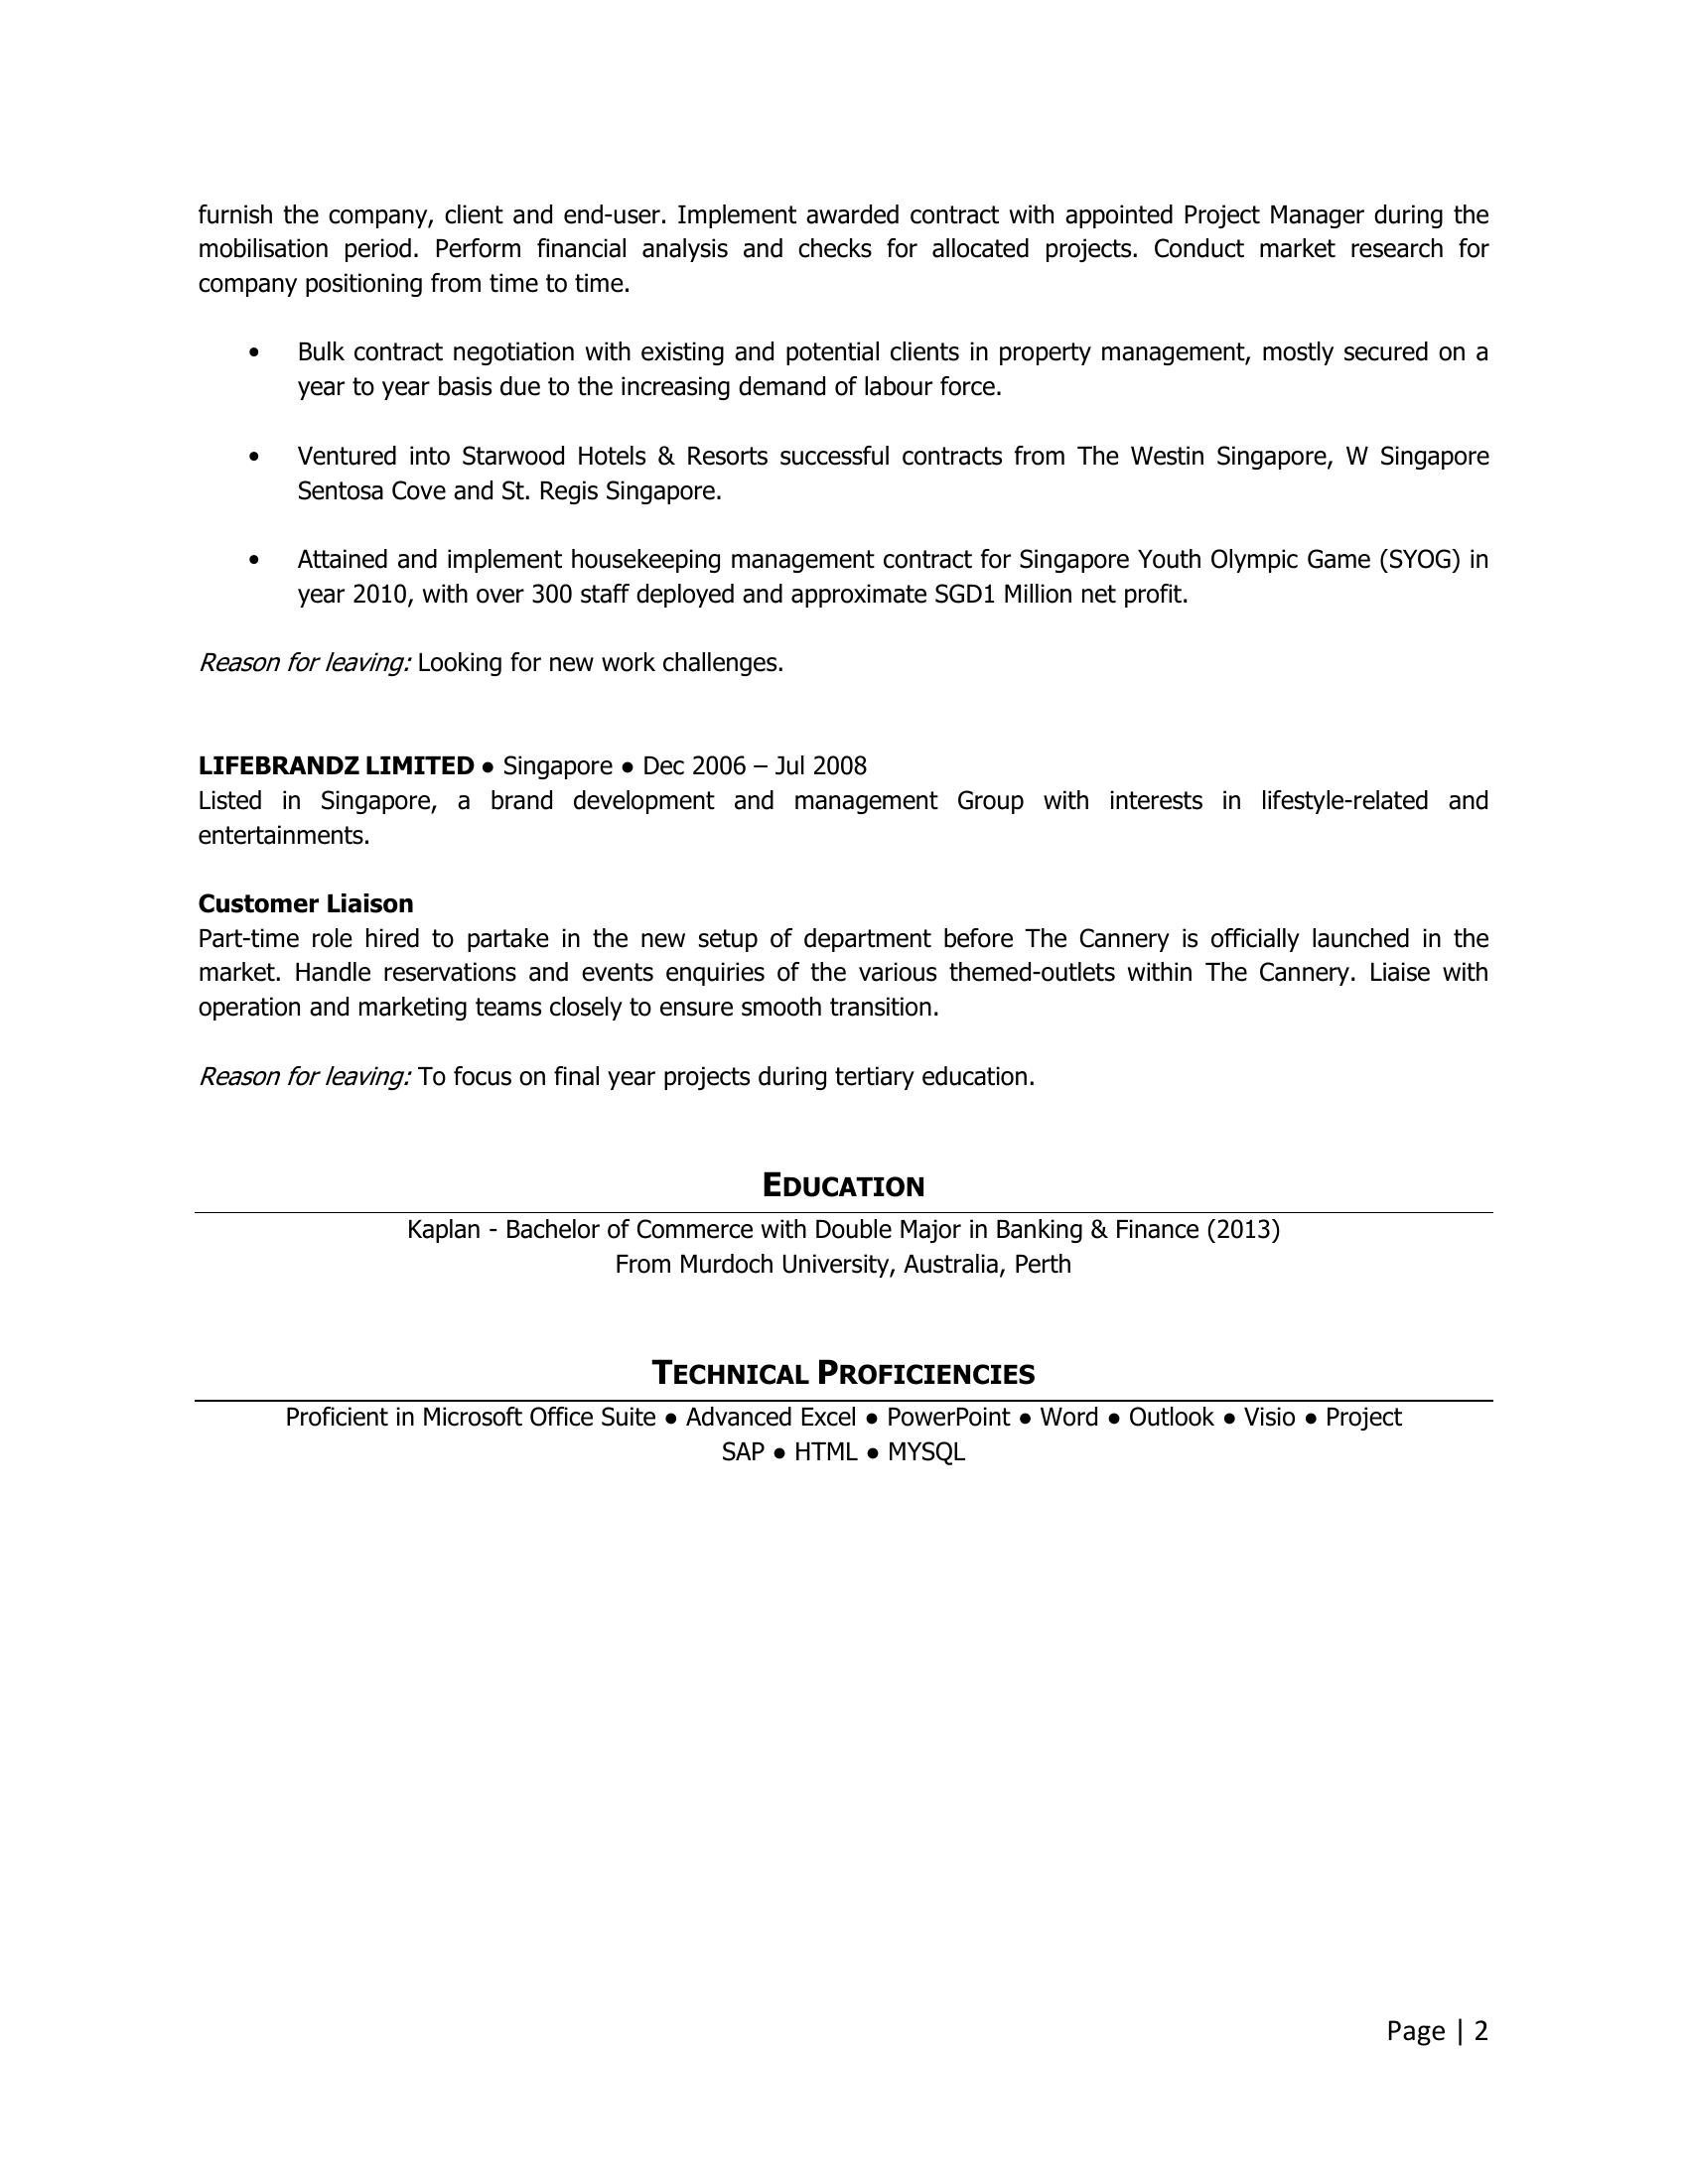 furnish the company, client and end-user. Implement awarded contract with appointed Project Manager during the
mobilisation period. Perform financial analysis and checks for allocated projects. Conduct market research for
company positioning from time to time.
• Bulk contract negotiation with existing and potential clients in property management, mostly secured on a
year to year basis due to the increasing demand of labour force.
• Ventured into Starwood Hotels & Resorts successful contracts from The Westin Singapore, W Singapore
Sentosa Cove and St. Regis Singapore.
• Attained and implement housekeeping management contract for Singapore Youth Olympic Game (SYOG) in
year 2010, with over 300 staff deployed and approximate SGD1 Million net profit.
Reason for leaving: Looking for new work challenges.
LIFEBRANDZ LIMITED ● Singapore ● Dec 2006 – Jul 2008
Listed in Singapore, a brand development and management Group with interests in lifestyle-related and
entertainments.
Customer Liaison
Part-time role hired to partake in the new setup of department before The Cannery is officially launched in the
market. Handle reservations and events enquiries of the various themed-outlets within The Cannery. Liaise with
operation and marketing teams closely to ensure smooth transition.
Reason for leaving: To focus on final year projects during tertiary education.
EDUCATION
Kaplan - Bachelor of Commerce with Double Major in Banking & Finance (2013)
From Murdoch University, Australia, Perth
TECHNICAL PROFICIENCIES
Proficient in Microsoft Office Suite ● Advanced Excel ● PowerPoint ● Word ● Outlook ● Visio ● Project
SAP ● HTML ● MYSQL
Page | 2